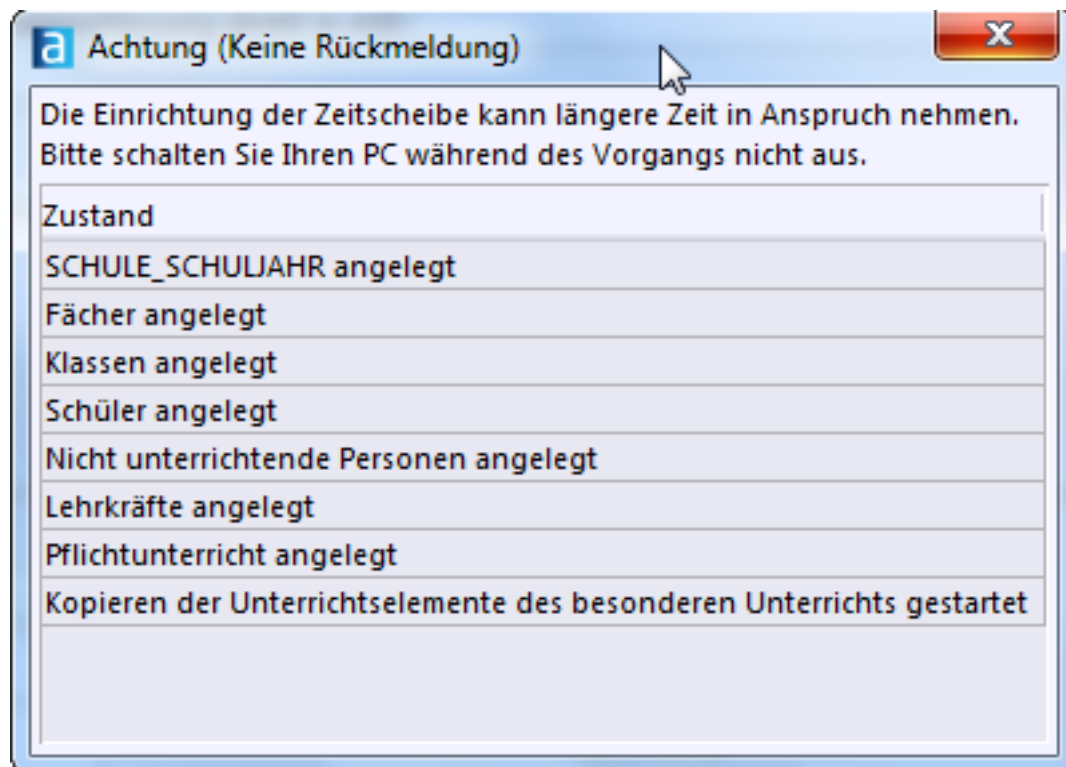 a Achtung (Keine Rückmeldung)
Die Einrichtung der Zeitscheibe kann längere Zeit in Anspruch nehmen.
Bitte schalten Sie Ihren PC während des Vorgangs nicht aus.
Zustand
SCHULE_SCHULJAHR angelegt
Fächer angelegt
Klassen angelegt
Schüler angelegt
Nicht unterrichtende Personen angelegt
Lehrkräfte angelegt
Pflichtunterricht angelegt
Kopieren der Unterrichtselemente des besonderen Unterrichts gestartet